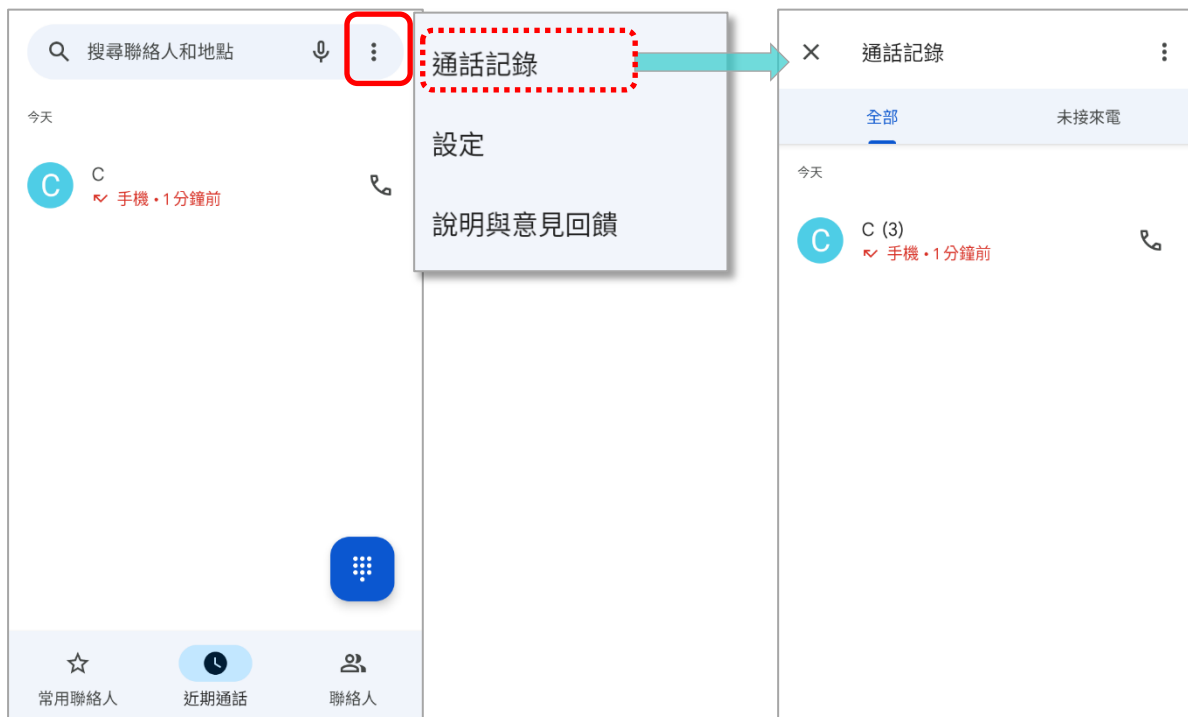 搜尋聯絡人和地點
今天
C
C
手機 • 1 分鐘前
常用聯絡人
近期通話
聯絡人
通話記錄
設定
說明與意見回饋
通話記錄
全部
未接來電
今天
C
C (3)
手機 • 1 分鐘前